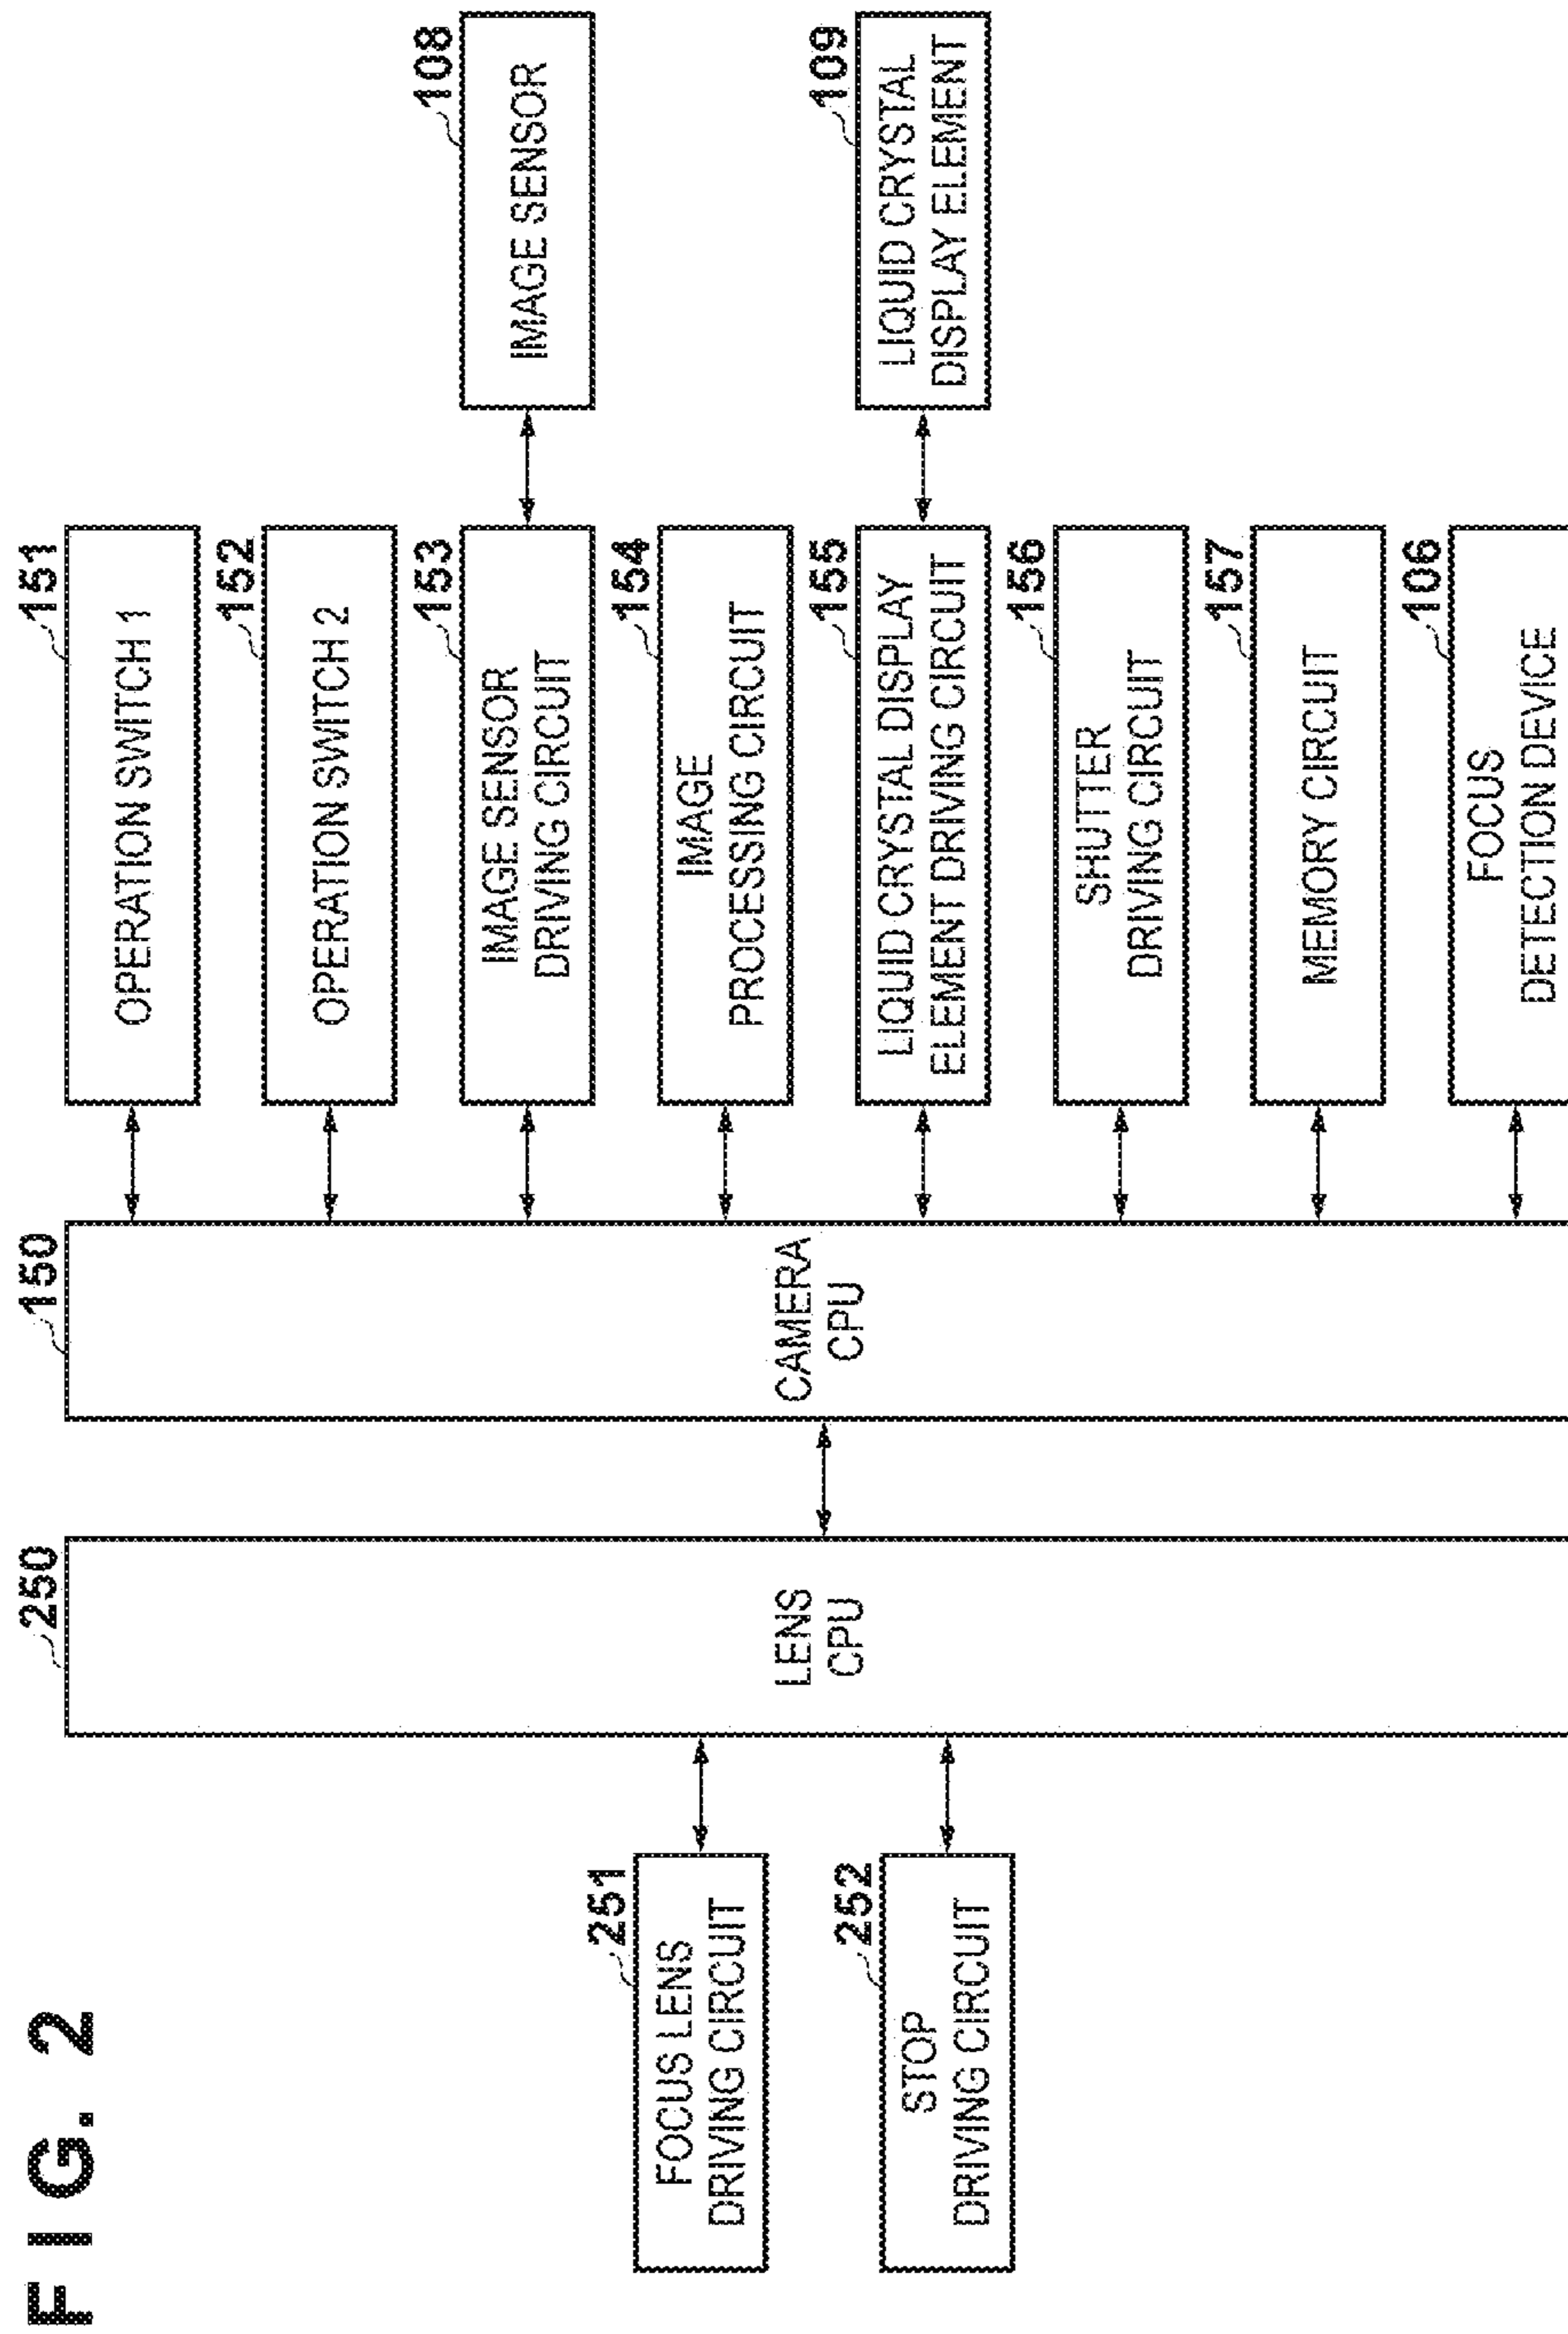 FIG. 2
251
FOCUS LENS
DRIVING CIRCUIT
252
STOP
DRIVING CIRCUIT
250
LENS
CPU
150
CAMERA
CPU
151
OPERATION SWITCH 1
152
OPERATION SWITCH 2
153
IMAGE SENSOR
DRIVING CIRCUIT
154
IMAGE
PROCESSING CIRCUIT
155
LIQUID CRYSTAL DISPLAY
ELEMENT DRIVING CIRCUIT
156
SHUTTER
DRIVING CIRCUIT
157
MEMORY CIRCUIT
106
FOCUS
DETECTION DEVICE
108
IMAGE SENSOR
109
LIQUID CRYSTAL
DISPLAY ELEMENT